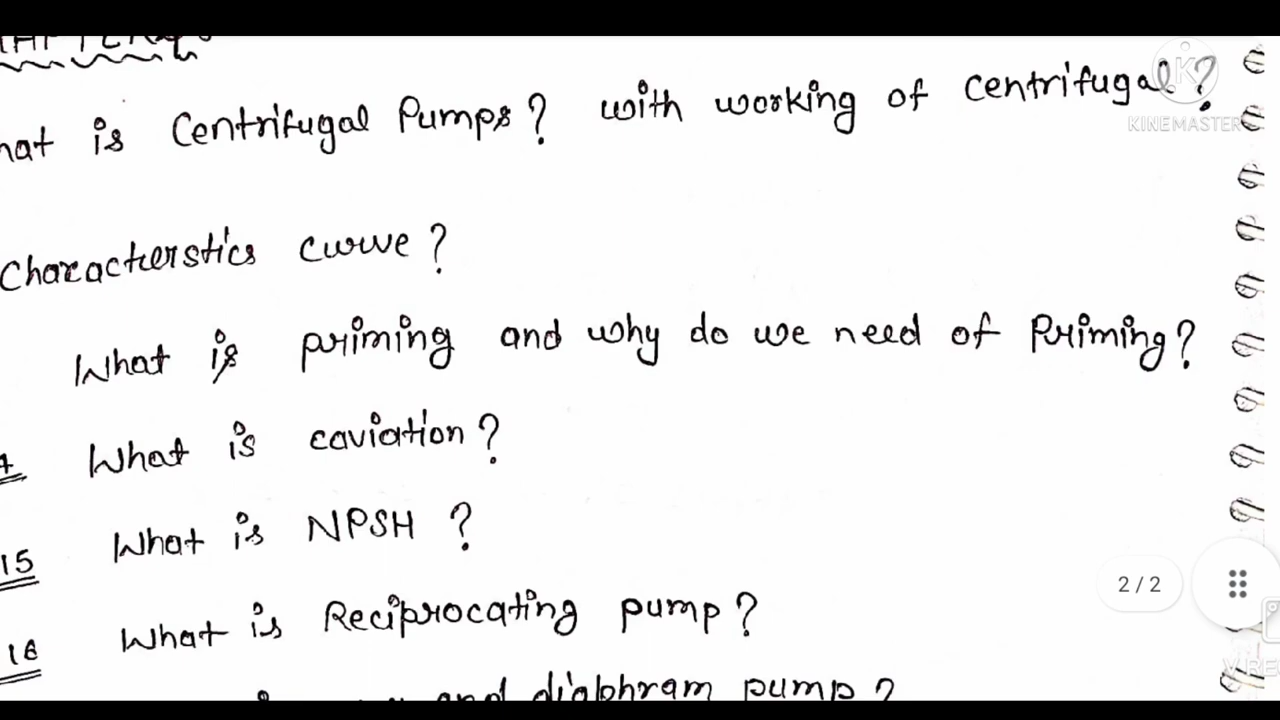 hat is Centrifugal Pumps? with working of centrifugal?
KINEMASTER
Characterstics curve?
What is priming and why do we need of Priming?
What is caviation?
15 What is NPSH ?
2 / 2
16 What is Reciprocating pump?
and diaphram pump?